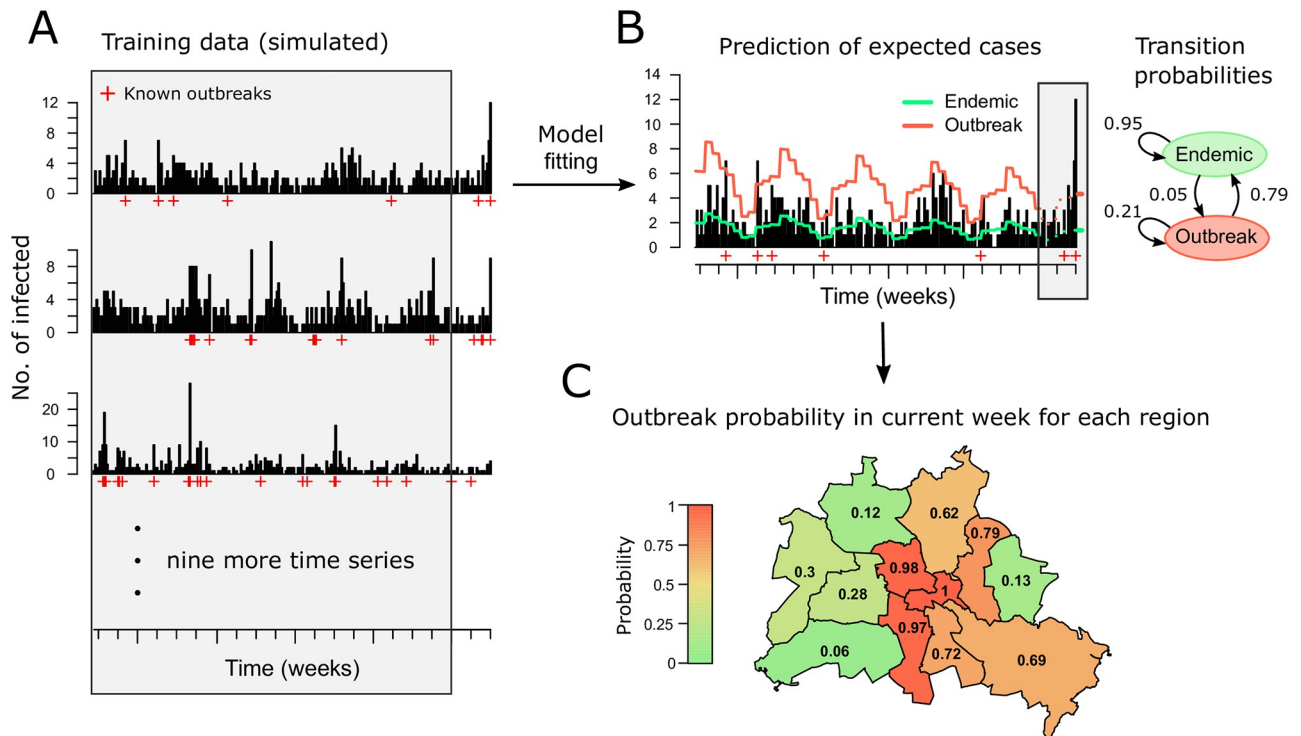 A
Training data (simulated)
Known outbreaks
12
8
4
0
8
4
0
20
10
0
No. of infected
nine more time series
Time (weeks)
Model
fitting
B
Prediction of expected cases
14
12
10
8
6
4
2
0
Endemic
Outbreak
Time (weeks)
Transition
probabilities
0.95
Endemic
0.05
0.79
0.21
Outbreak
C
Outbreak probability in current week for each region
Probability
1
0.75
0.5
0.25
0
0.12
0.62
0.79
0.3
0.98
0.13
0.28
1
0.97
0.06
0.72
0.69